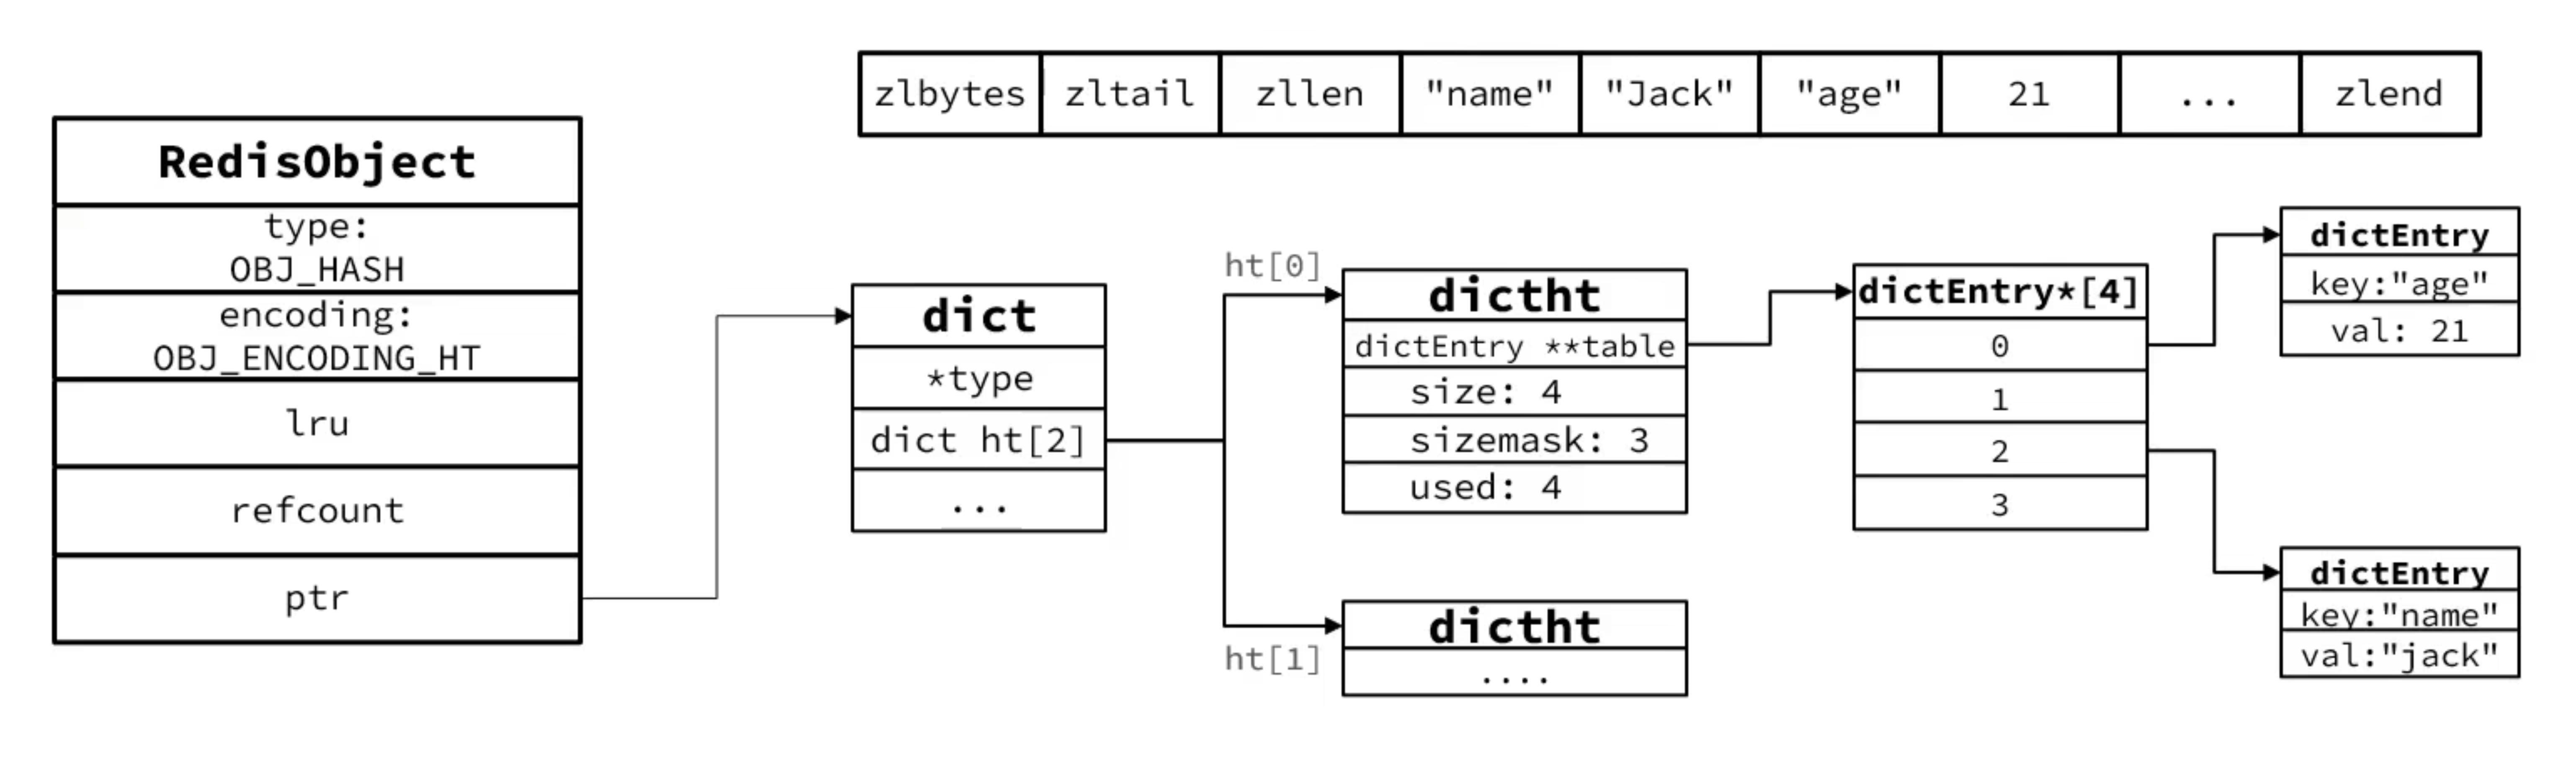 zlbytes zltail zllen "name" "Jack" "age" 21 ... zlend
RedisObject
type:
OBJ_HASH
encoding:
OBJ_ENCODING_HT
lru
refcount
ptr
dict
*type
dict ht[2]
...
ht[0]
dictht
dictEntry **table
size: 4
sizemask: 3
used: 4
ht[1]
dictht
....
dictEntry*[4]
0
1
2
3
dictEntry
key:"age"
val: 21
dictEntry
key:"name"
val:"jack"